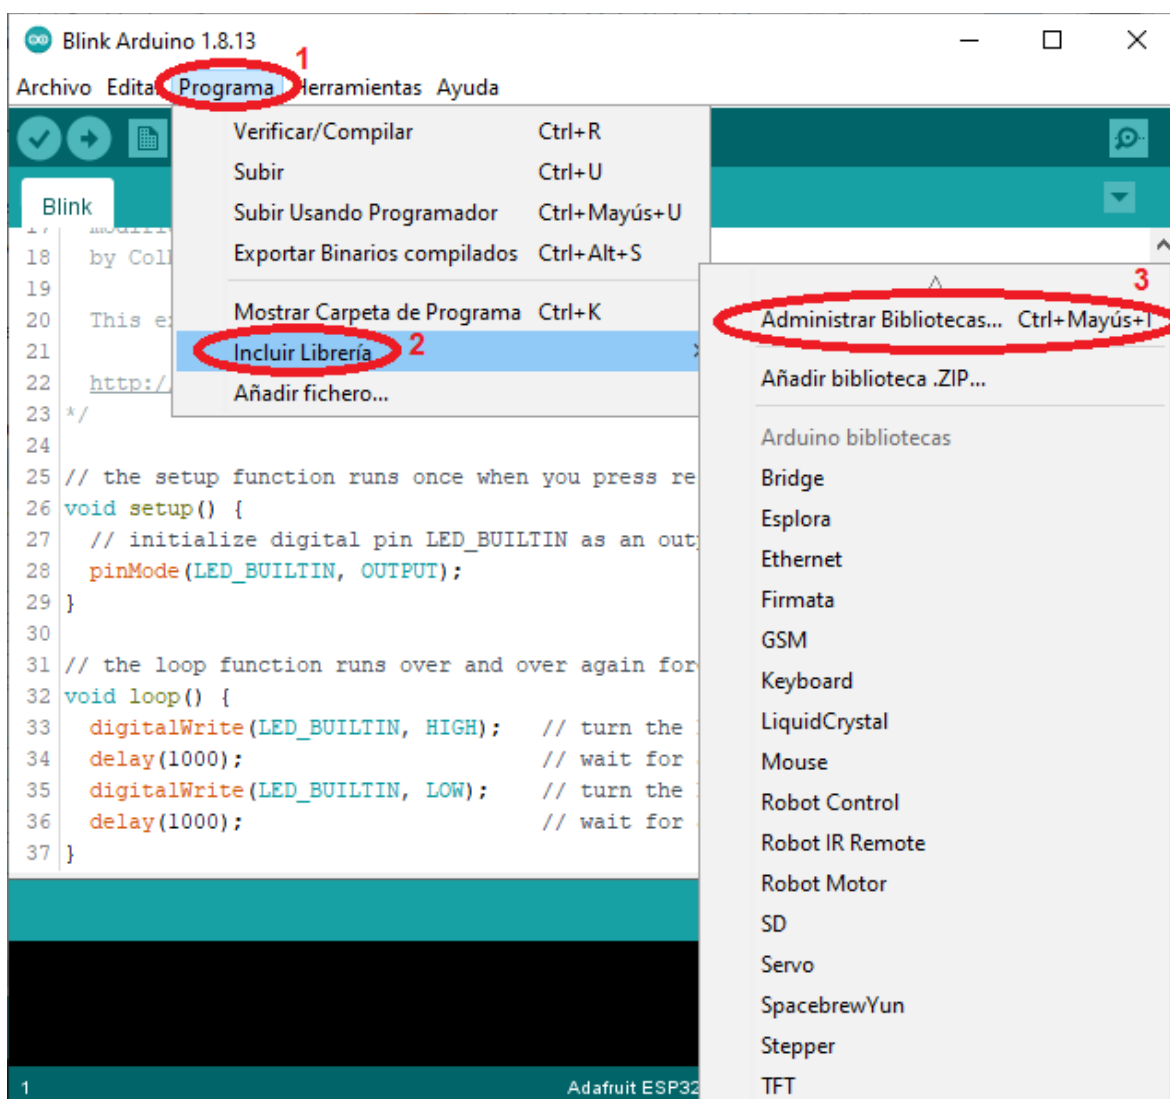 Blink Arduino 1.8.13
1
Archivo Edita Programa Herramientas Ayuda
Verificar/Compilar Ctrl+R
Subir Ctrl+U
Subir Usando Programador Ctrl+Mayús+U
Exportar Binarios compilados Ctrl+Alt+S
Mostrar Carpeta de Programa Ctrl+K
Incluir Librería 2
Añadir fichero...
3
Administrar Bibliotecas... Ctrl+Mayús+I
Añadir biblioteca .ZIP...
Arduino bibliotecas
Bridge
Esplora
Ethernet
Firmata
GSM
Keyboard
LiquidCrystal
Mouse
Robot Control
Robot IR Remote
Robot Motor
SD
Servo
SpacebrewYun
Stepper
TFT
Blink
17
18 by Col
19
20 This e
21
22 http:/
23 */
24
25 // the setup function runs once when you press re
26 void setup() {
27 // initialize digital pin LED_BUILTIN as an out
28 pinMode(LED_BUILTIN, OUTPUT);
29 }
30
31 // the loop function runs over and over again for
32 void loop() {
33 digitalWrite(LED_BUILTIN, HIGH); // turn the
34 delay(1000); // wait for
35 digitalWrite(LED_BUILTIN, LOW); // turn the
36 delay(1000); // wait for
37 }
1 Adafruit ESP32